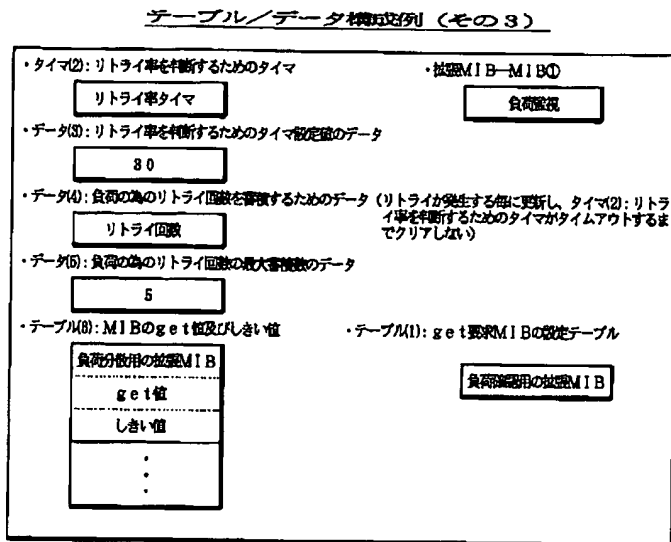 テーブル／データ構成例（その３）
・タイマ(2)：リトライ率を判断するためのタイマ
リトライ率タイマ
・拡張ＭＩＢ―ＭＩＢ①
負荷監視
・データ(3)：リトライ率を判断するためのタイマ設定値のデータ
３０
・データ(4)：負荷の為のリトライ回数を蓄積するためのデータ（リトライが発生する毎に更新し、タイマ(2)：リトラ
イ率を判断するためのタイマがタイムアウトするま
でクリアしない）
リトライ回数
・データ(5)：負荷の為のリトライ回数の最大蓄積数のデータ
５
・テーブル(8)：ＭＩＢのｇｅｔ値及びしきい値
負荷分散用の拡張ＭＩＢ
ｇｅｔ値
しきい値
・テーブル(1)：ｇｅｔ要求ＭＩＢの設定テーブル
負荷確認用の拡張ＭＩＢ